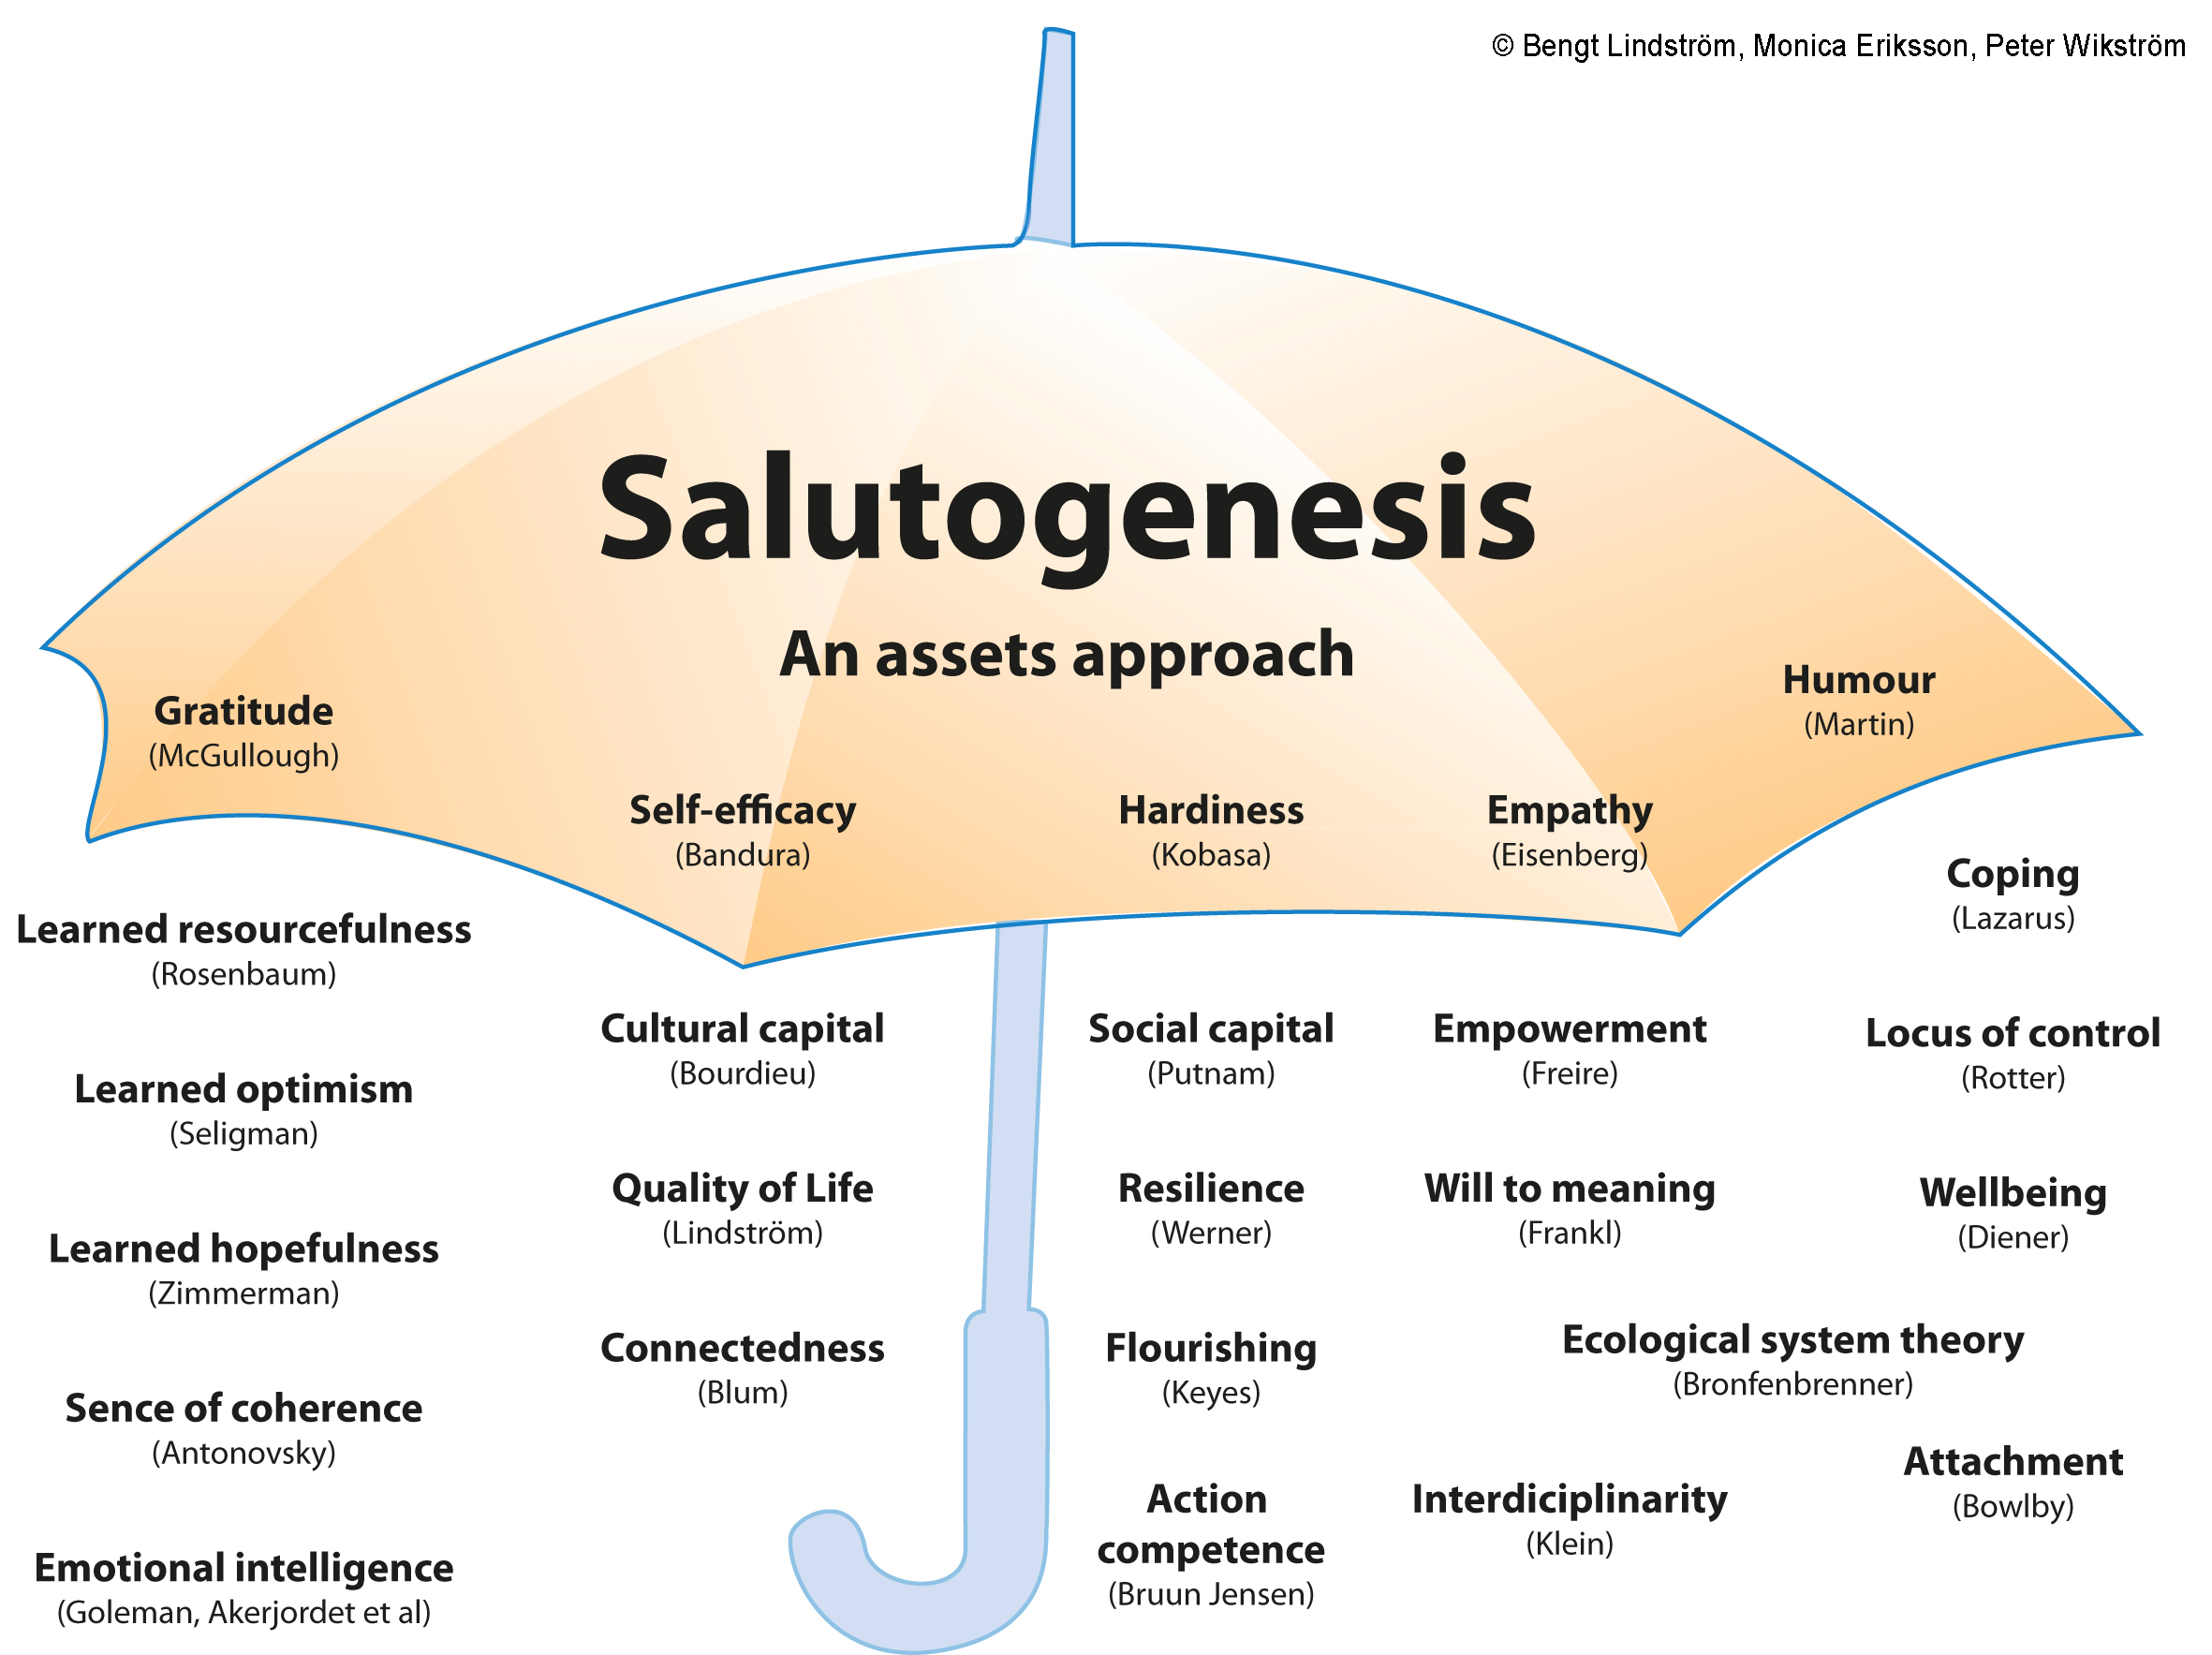 © Bengt Lindström, Monica Eriksson, Peter Wikström
Salutogenesis
An assets approach
Gratitude
(McGullough)
Self-efficacy
(Bandura)
Hardiness
(Kobasa)
Empathy
(Eisenberg)
Humour
(Martin)
Learned resourcefulness
(Rosenbaum)
Learned optimism
(Seligman)
Learned hopefulness
(Zimmerman)
Sence of coherence
(Antonovsky)
Emotional intelligence
(Goleman, Akerjordet et al)
Cultural capital
(Bourdieu)
Quality of Life
(Lindström)
Connectedness
(Blum)
Social capital
(Putnam)
Resilience
(Werner)
Flourishing
(Keyes)
Action
competence
(Bruun Jensen)
Empowerment
(Freire)
Will to meaning
(Frankl)
Coping
(Lazarus)
Locus of control
(Rotter)
Wellbeing
(Diener)
Ecological system theory
(Bronfenbrenner)
Interdiciplinarity
(Klein)
Attachment
(Bowlby)